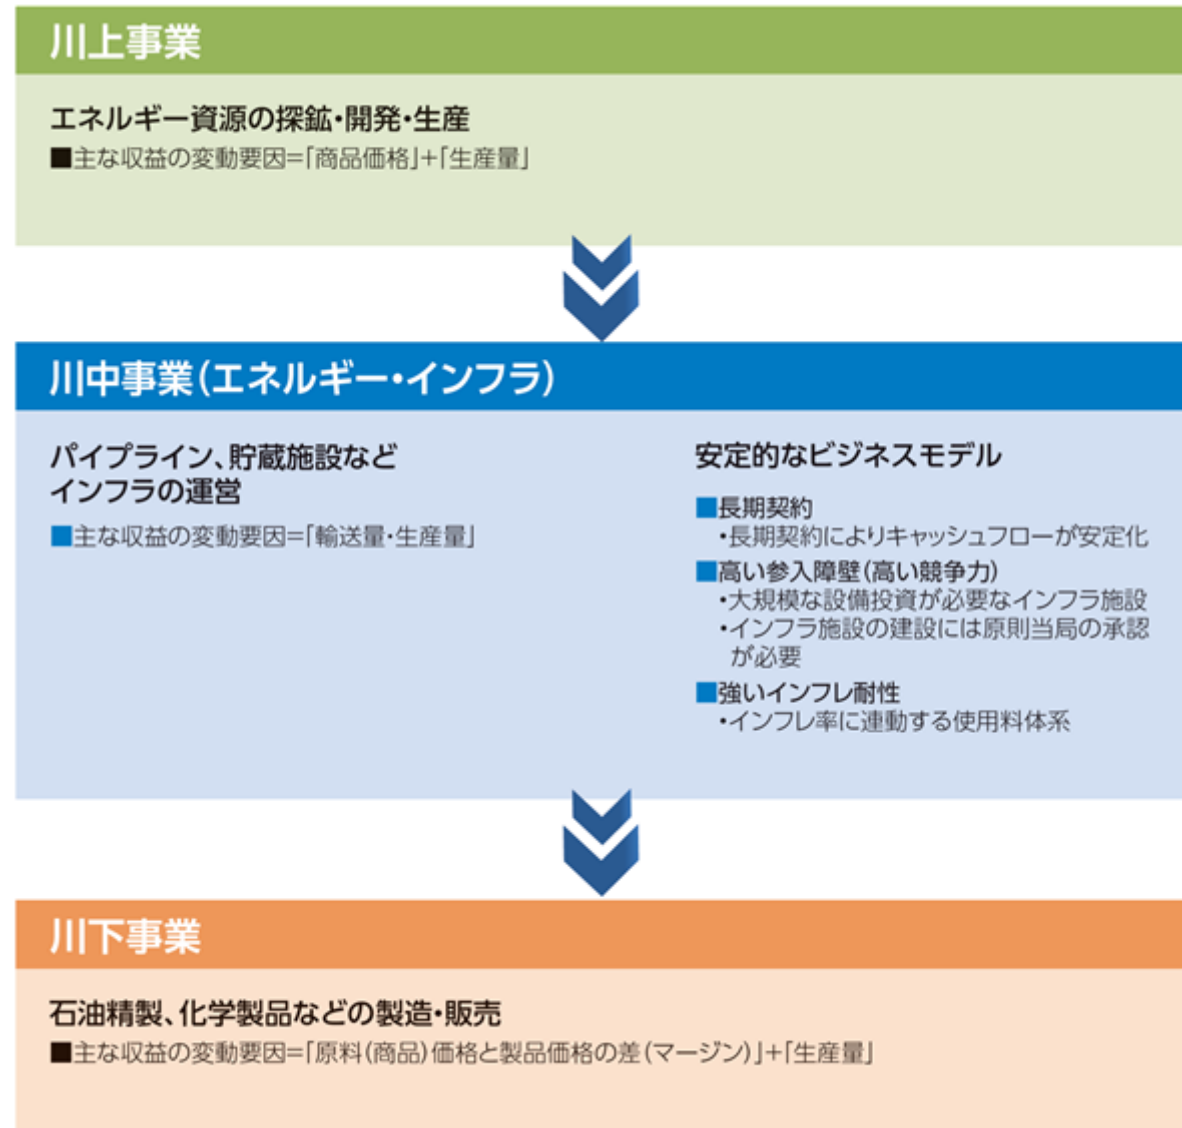 川上事業
エネルギー資源の探鉱・開発・生産
■主な収益の変動要因=「商品価格」+「生産量」
川中事業(エネルギー・インフラ)
パイプライン、貯蔵施設など
インフラの運営
■主な収益の変動要因=「輸送量・生産量」
安定的なビジネスモデル
■長期契約
・長期契約によりキャッシュフローが安定化
■高い参入障壁(高い競争力)
・大規模な設備投資が必要なインフラ施設
・インフラ施設の建設には原則当局の承認
が必要
■強いインフレ耐性
・インフレ率に連動する使用料体系
川下事業
石油精製、化学製品などの製造・販売
■主な収益の変動要因=「原料(商品)価格と製品価格の差(マージン)」+「生産量」